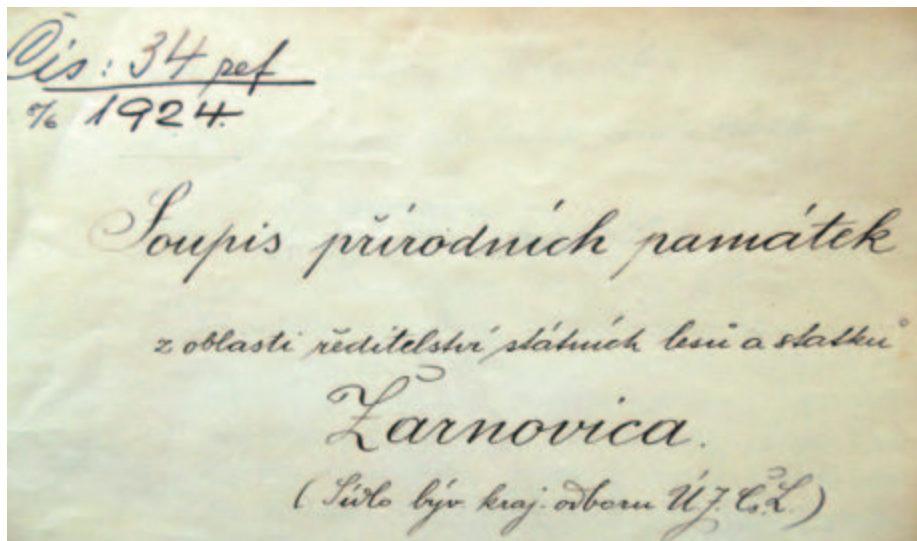 Čís: 34 pef
1924.
Soupis přírodních památek
z oblasti ředitelství státních lesů a statků
Žarnovica.
(Sídlo býv. kraj. odboru Ú.J.Č.L.)